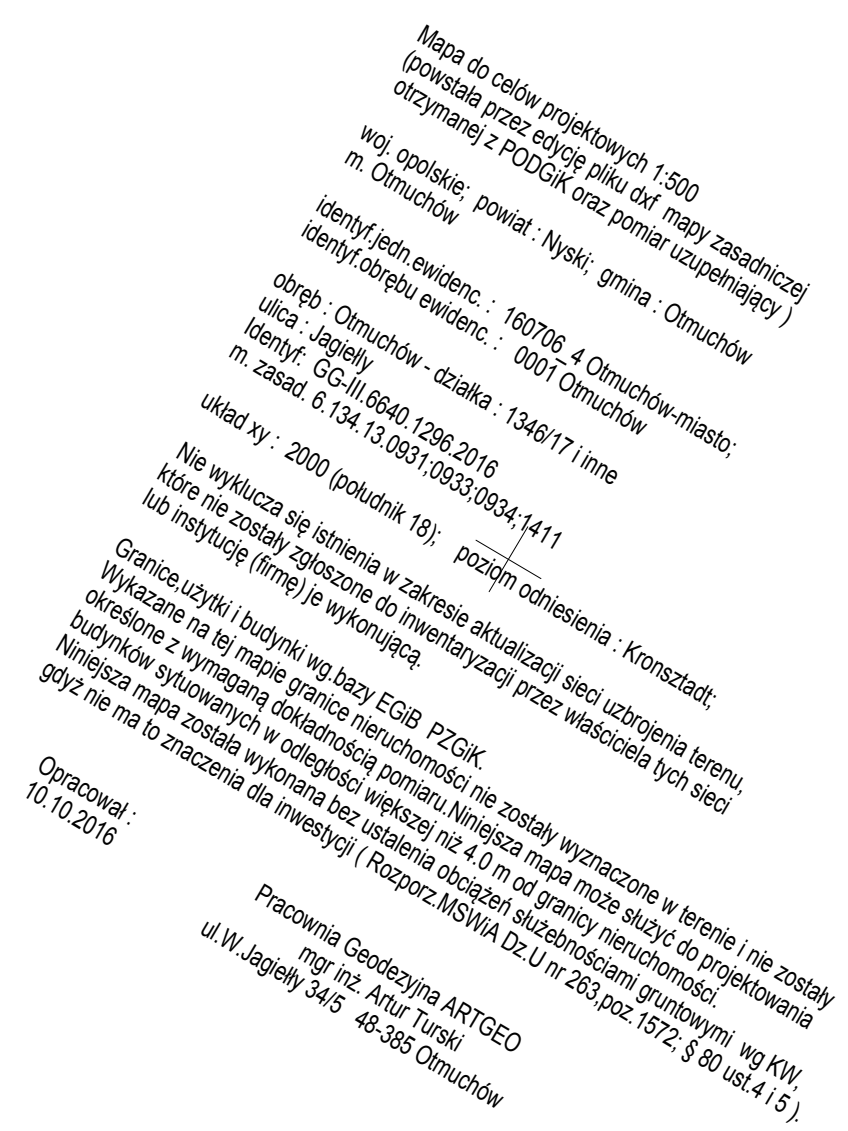 Mapa do celów projektowych 1:500
(powstała przez edycję pliku dxf mapy zasadniczej
otrzymanej z PODGiK oraz pomiar uzupełniający )
woj. opolskie; powiat : Nyski; gmina : Otmuchów
m. Otmuchów
identyf.jedn.ewidenc. : 160706_4 Otmuchów-miasto;
identyf.obrębu ewidenc. : 0001 Otmuchów
obręb : Otmuchów - działka : 1346/17 i inne
ulica : Jagiełły
Identyf: GG-III.6640.1296.2016
m. zasad. 6.134.13.0931;0933;0934;1411
układ xy : 2000 (południk 18); poziom odniesienia : Kronsztadt;
Nie wyklucza się istnienia w zakresie aktualizacji sieci uzbrojenia terenu,
które nie zostały zgłoszone do inwentaryzacji przez właściciela tych sieci
lub instytucję (firmę) je wykonującą.
Granice,użytki i budynki wg.bazy EGiB PZGiK.
Wykazane na tej mapie granice nieruchomości nie zostały wyznaczone w terenie i nie zostały
określone z wymaganą dokładnością pomiaru.Niniejsza mapa może służyć do projektowania
budynków sytuowanych w odległości większej niż 4.0 m od granicy nieruchomości.
Niniejsza mapa została wykonana bez ustalenia obciążeń służebnościami gruntowymi wg KW,
gdyż nie ma to znaczenia dla inwestycji ( Rozporz.MSWiA Dz.U nr 263,poz.1572; § 80 ust.4 i 5 ).
Opracował :
10.10.2016
Pracownia Geodezyjna ARTGEO
mgr inż. Artur Turski
ul.W.Jagiełły 34/5 48-385 Otmuchów